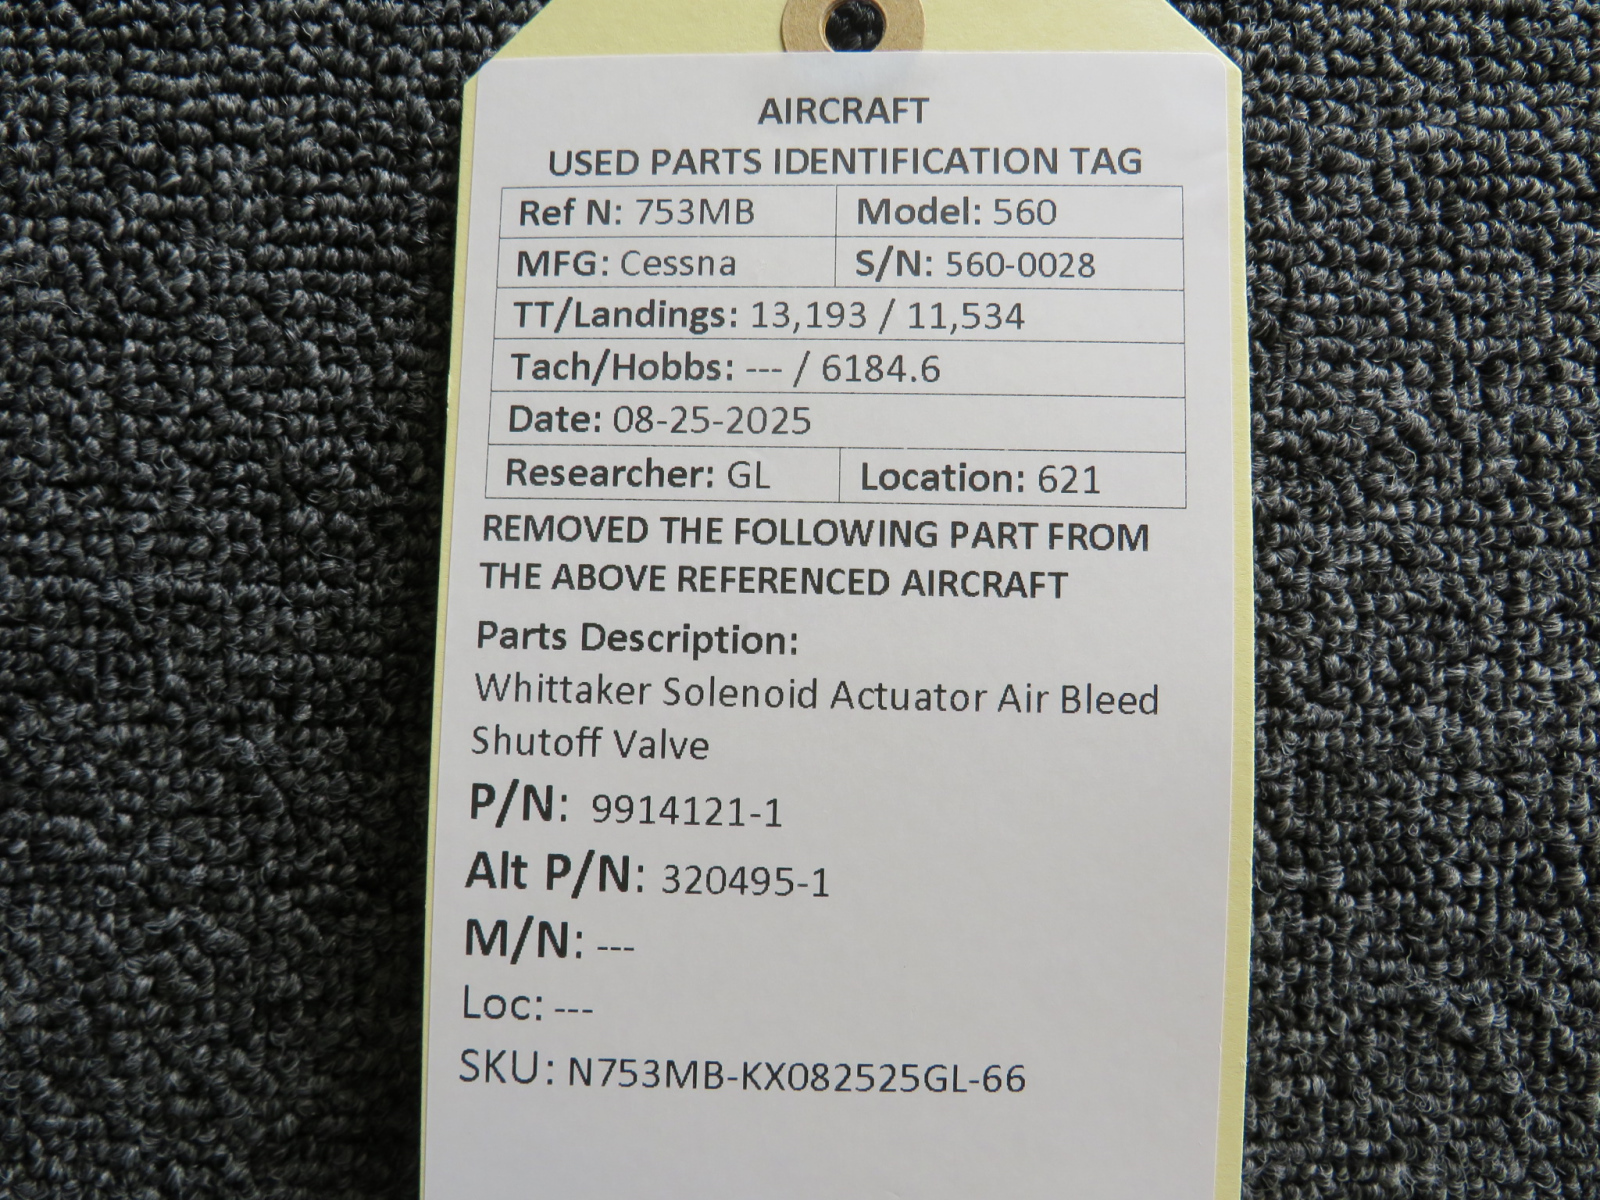 AIRCRAFT
USED PARTS IDENTIFICATION TAG
Ref N: 753MB Model: 560
MFG: Cessna S/N: 560-0028
TT/Landings: 13,193 / 11,534
Tach/Hobbs: --- / 6184.6
Date: 08-25-2025
Researcher: GL Location: 621
REMOVED THE FOLLOWING PART FROM
THE ABOVE REFERENCED AIRCRAFT
Parts Description:
Whittaker Solenoid Actuator Air Bleed
Shutoff Valve
P/N: 9914121-1
Alt P/N: 320495-1
M/N: ---
Loc: ---
SKU: N753MB-KX082525GL-66